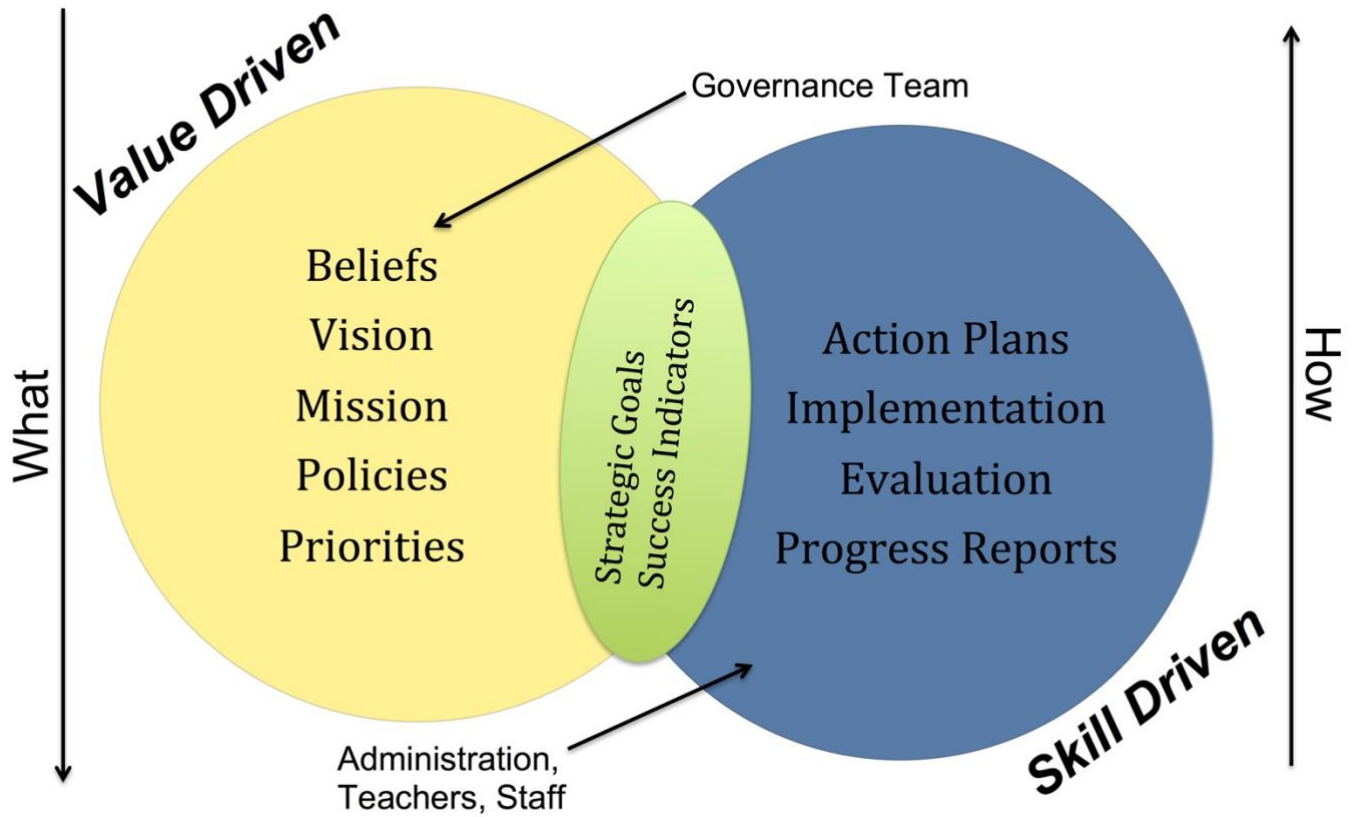 Value Driven
Governance Team
What
Beliefs
Vision
Mission
Policies
Priorities
Strategic Goals
Success Indicators
Action Plans
Implementation
Evaluation
Progress Reports
How
Administration,
Teachers, Staff
Skill Driven